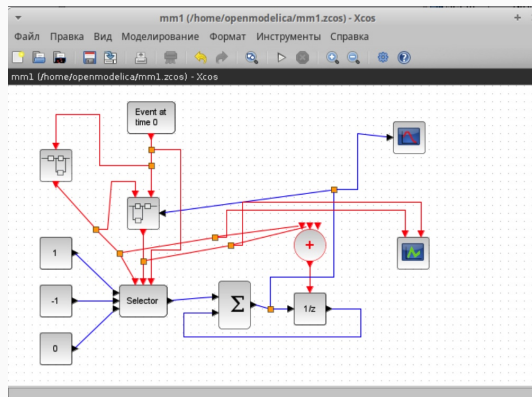 mm1 (/home/openmodelica/mm1.zcos) - Xcos
Файл Правка Вид Моделирование Формат Инструменты Справка
mm1 (/home/openmodelica/mm1.zcos) - Xcos
Event at
time 0
1
+
-1
Selector
Σ
1/z
0